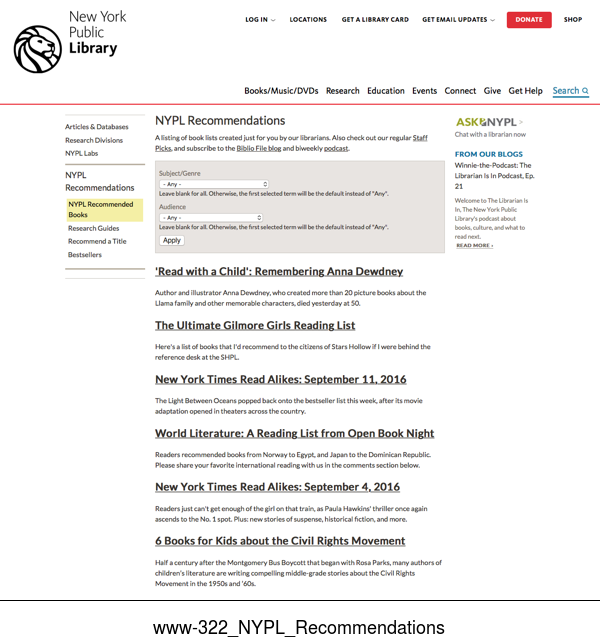 New York
Public
Library
LOG IN
LOCATIONS
GET A LIBRARY CARD
GET EMAIL UPDATES
DONATE
SHOP
Books/Music/DVDs
Research
Education
Events
Connect
Give
Get Help
Search
Articles & Databases
Research Divisions
NYPL Labs
NYPL
Recommendations
NYPL Recommended
Books
Research Guides
Recommend a Title
Bestsellers
NYPL Recommendations
A listing of book lists created just for you by our librarians. Also check out our regular Staff
Picks, and subscribe to the Biblio File blog and biweekly podcast.
Subject/Genre
- Any -
Leave blank for all. Otherwise, the first selected term will be the default instead of "Any".
Audience
- Any -
Leave blank for all. Otherwise, the first selected term will be the default instead of "Any".
Apply
'Read with a Child': Remembering Anna Dewdney
Author and illustrator Anna Dewdney, who created more than 20 picture books about the
Llama family and other memorable characters, died yesterday at 50.
The Ultimate Gilmore Girls Reading List
Here's a list of books that I'd recommend to the citizens of Stars Hollow if I were behind the
reference desk at the SHPL.
New York Times Read Alikes: September 11, 2016
The Light Between Oceans popped back onto the bestseller list this week, after its movie
adaptation opened in theaters across the country.
World Literature: A Reading List from Open Book Night
Readers recommended books from Norway to Egypt, and Japan to the Dominican Republic.
Please share your favorite international reading with us in the comments section below.
New York Times Read Alikes: September 4, 2016
Readers just can't get enough of the girl on that train, as Paula Hawkins' thriller once again
ascends to the No. 1 spot. Plus: new stories of suspense, historical fiction, and more.
6 Books for Kids about the Civil Rights Movement
Half a century after the Montgomery Bus Boycott that began with Rosa Parks, many authors of
children's literature are writing compelling middle-grade stories about the Civil Rights
Movement in the 1950s and '60s.
ASKNYPL >
Chat with a librarian now
FROM OUR BLOGS
Winnie-the-Podcast: The
Librarian Is In Podcast, Ep.
21
Welcome to The Librarian Is
In, The New York Public
Library's podcast about
books, culture, and what to
read next.
READ MORE ›
www-322_NYPL_Recommendations